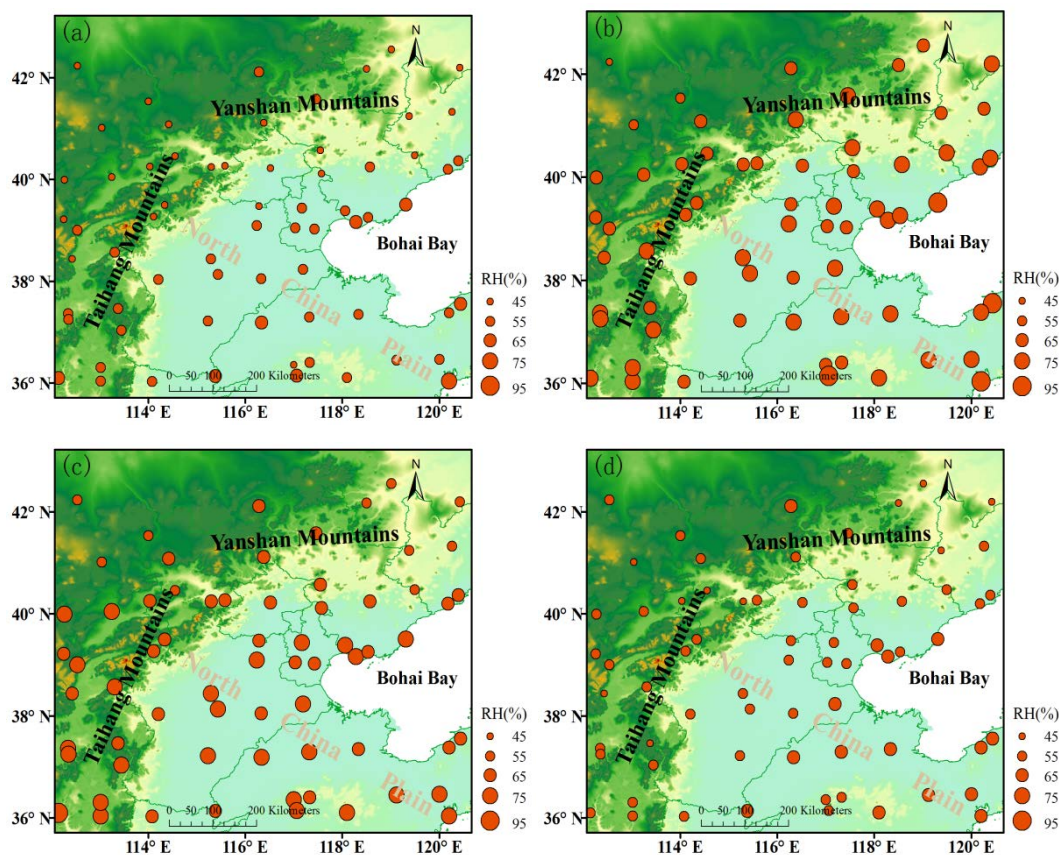 (a)
N
42° N
Yanshan Mountains
40° N
Taihang Mountains
North
Bohai Bay
38° N
China
Plain
36° N
0 50 100 200 Kilometers
114° E 116° E 118° E 120° E
RH(%)
45
55
65
75
95
(b)
N
42° N
Yanshan Mountains
40° N
Taihang Mountains
North
Bohai Bay
38° N
China
Plain
36° N
0 50 100 200 Kilometers
114° E 116° E 118° E 120° E
RH(%)
45
55
65
75
95
(c)
N
42° N
Yanshan Mountains
40° N
Taihang Mountains
North
Bohai Bay
38° N
China
Plain
36° N
0 50 100 200 Kilometers
114° E 116° E 118° E 120° E
RH(%)
45
55
65
75
95
(d)
N
42° N
Yanshan Mountains
40° N
Taihang Mountains
North
Bohai Bay
38° N
China
Plain
36° N
0 50 100 200 Kilometers
114° E 116° E 118° E 120° E
RH(%)
45
55
65
75
95